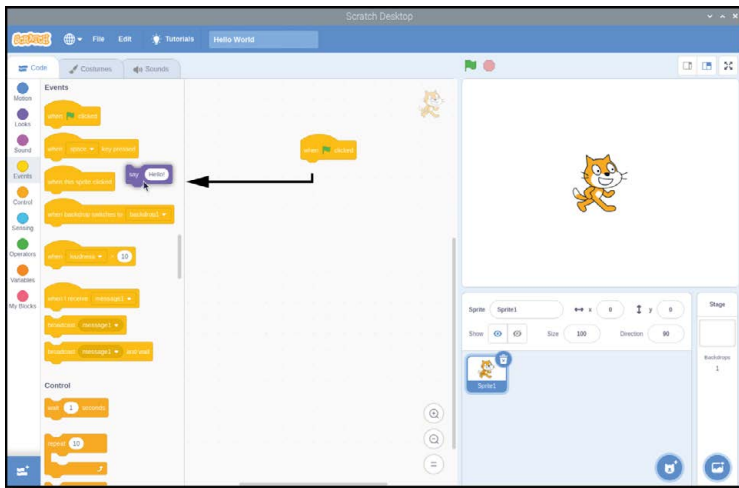 Scratch Desktop
SCRATCH File Edit Tutorials Hello World
Code Costumes Sounds
Motion
Looks
Sound
Events
Control
Sensing
Operators
Variables
My Blocks
Events
when clicked
when space key pressed
when this sprite clicked
say Hello!
when backdrop switches to backdrop1
when loudness > 10
when I receive message1
broadcast message1
broadcast message1 and wait
Control
wait 1 seconds
repeat 10
when clicked
Sprite Sprite1 x 0 y 0
Show Size 100 Direction 90
Sprite1
Stage
Backdrops
1